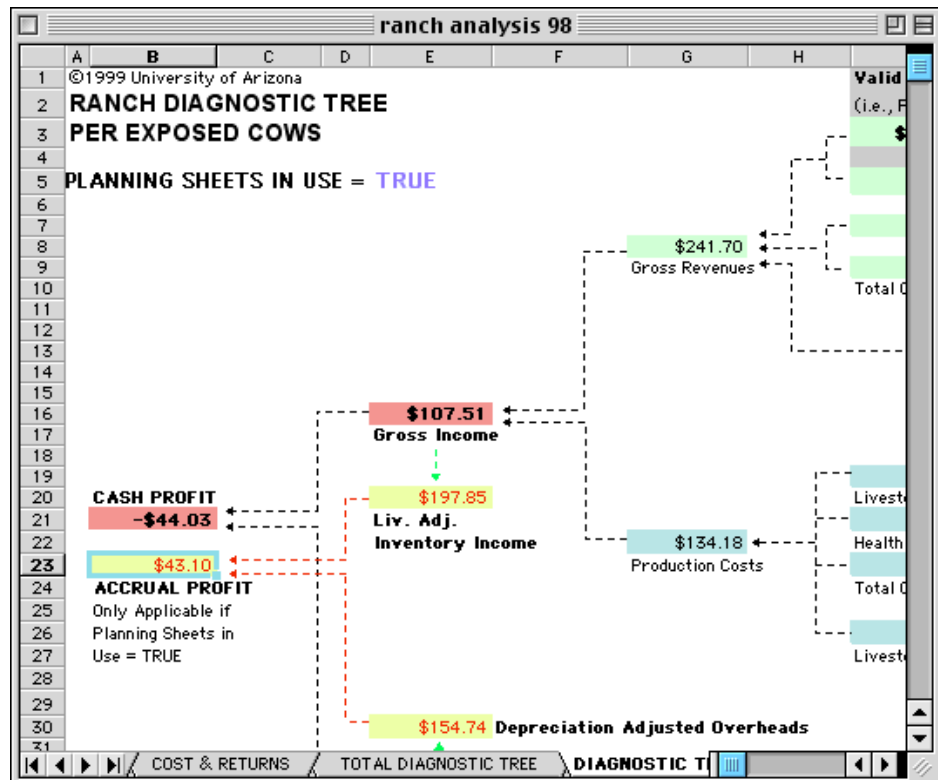 ranch analysis 98
A B C D E F G H
1 ©1999 University of Arizona Valid
2 RANCH DIAGNOSTIC TREE (i.e., F
3 PER EXPOSED COWS $
4
5 PLANNING SHEETS IN USE = TRUE
6
7
8 $241.70
9 Gross Revenues
10 Total C
11
12
13
14
15
16 $107.51
17 Gross Income
18
19
20 CASH PROFIT $197.85 Livest
21 -$44.03 Liv. Adj.
22 Inventory Income $134.18 Health
23 $43.10 Production Costs
24 ACCRUAL PROFIT Total C
25 Only Applicable if
26 Planning Sheets in
27 Use = TRUE Livest
28
29
30 $154.74 Depreciation Adjusted Overheads
31
COST & RETURNS TOTAL DIAGNOSTIC TREE DIAGNOSTIC T